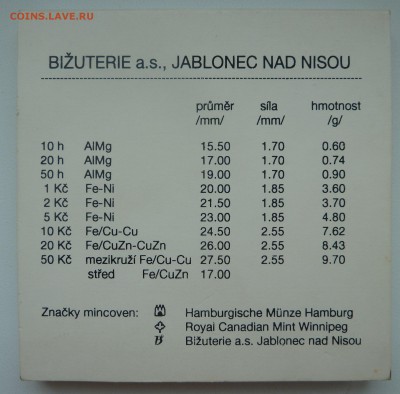 COINS.LAVE.RU
BIŽUTERIE a.s., JABLONEC NAD NISOU
průměr síla hmotnost
/mm/ /mm/ /g/
10 h AlMg 15.50 1.70 0.60
20 h AlMg 17.00 1.70 0.74
50 h AlMg 19.00 1.70 0.90
1 Kč Fe-Ni 20.00 1.85 3.60
2 Kč Fe-Ni 21.50 1.85 3.70
5 Kč Fe-Ni 23.00 1.85 4.80
10 Kč Fe/Cu-Cu 24.50 2.55 7.62
20 Kč Fe/CuZn-CuZn 26.00 2.55 8.43
50 Kč mezikruží Fe/Cu-Cu 27.50 2.55 9.70
střed Fe/CuZn 17.00
Značky mincoven: Hamburgische Münze Hamburg
Royal Canadian Mint Winnipeg
Bižuterie a.s. Jablonec nad Nisou